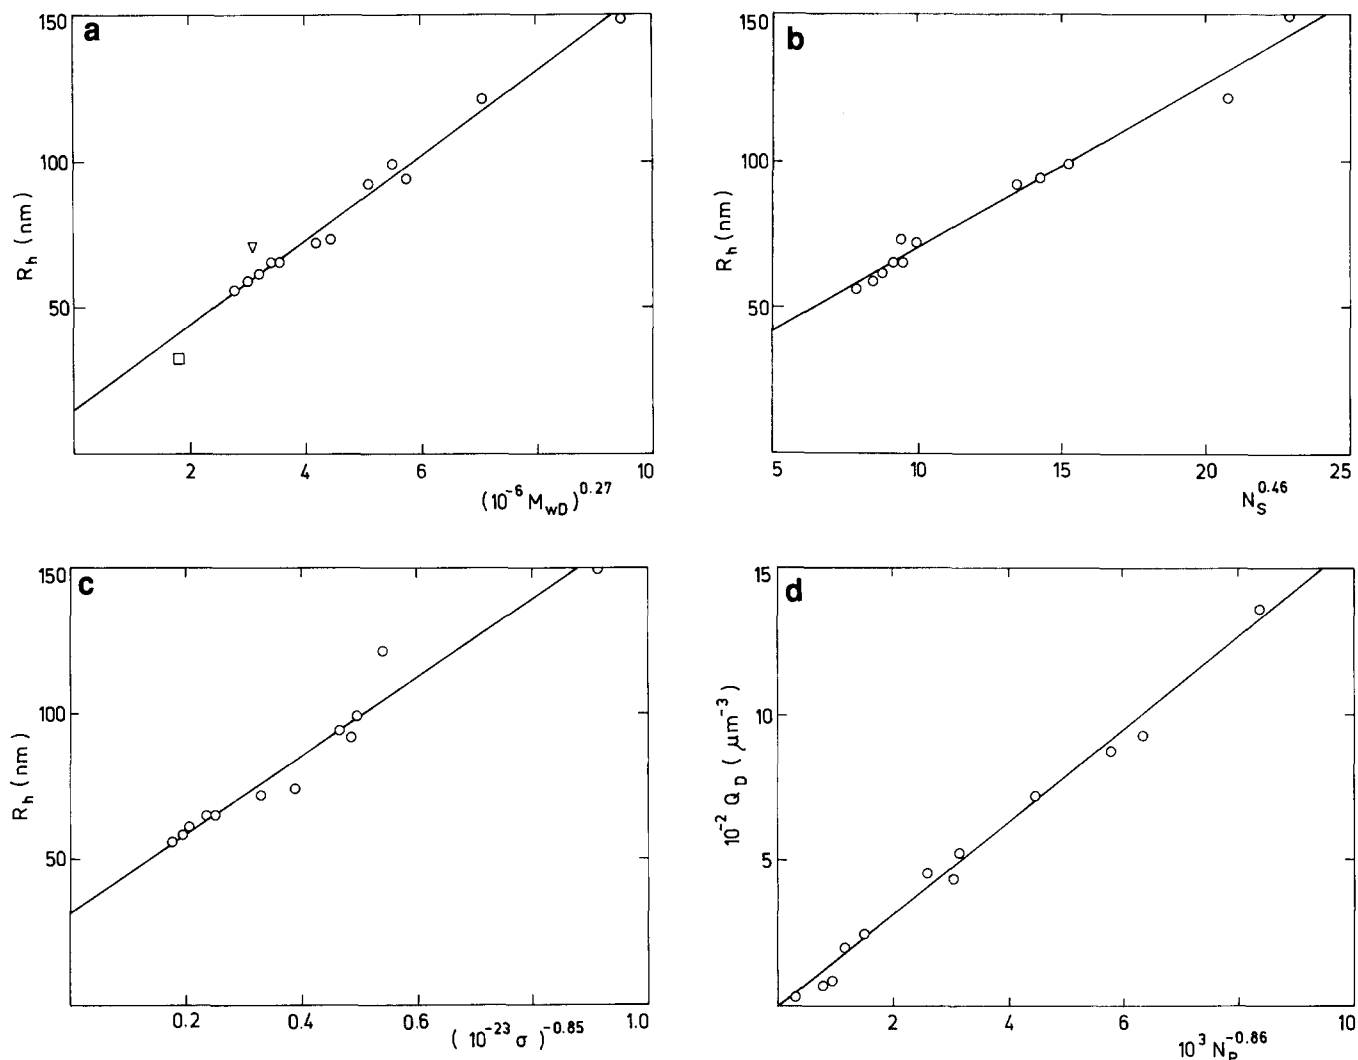 a
150
100
50
R_h (nm)
2 4 6 8 10
(10^-6 M_wD)^0.27
b
150
100
50
R_h (nm)
5 10 15 20 25
N_S^0.46
c
150
100
50
R_h (nm)
0.2 0.4 0.6 0.8 1.0
(10^-23 σ)^-0.85
d
15
10
5
10^-2 Q_D (μm^-3)
2 4 6 8 10
10^3 N_P^-0.86